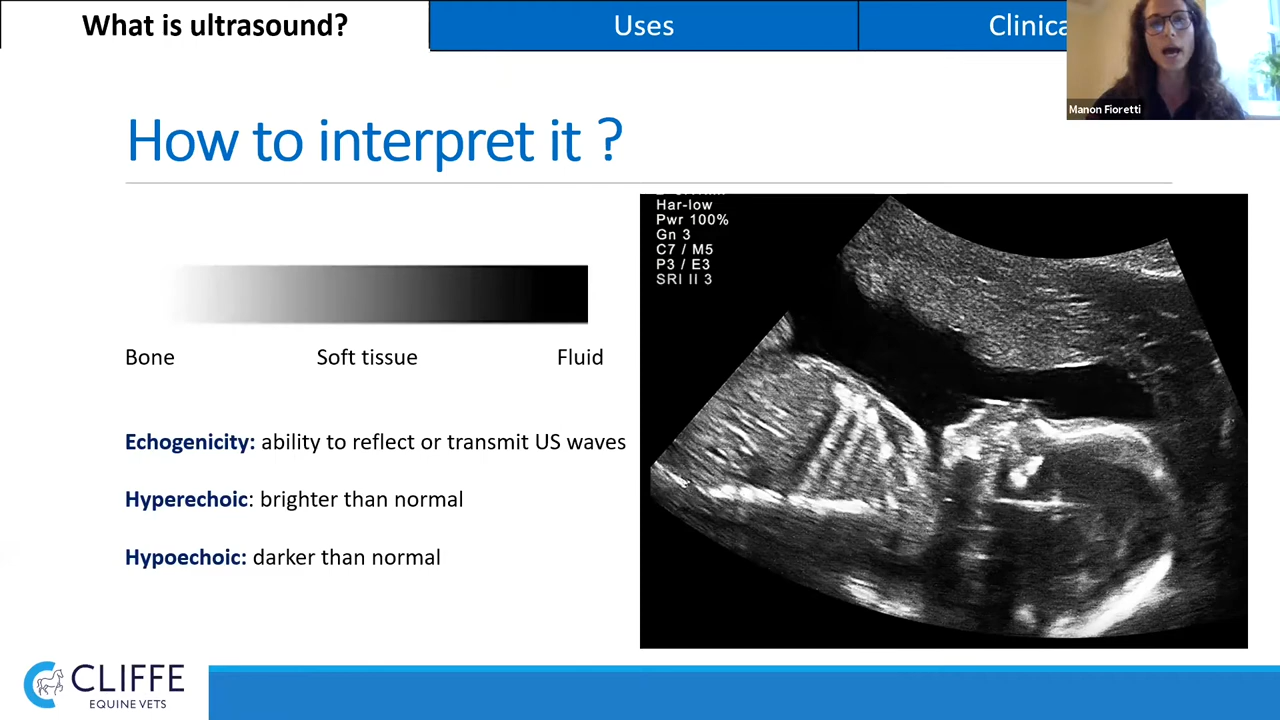 What is ultrasound?
Uses
Clinica
Manon Fioretti
How to interpret it ?
Har-low
Pwr 100%
Gn 3
C7 / M5
P3 / E3
SRI II 3
Bone
Soft tissue
Fluid
Echogenicity: ability to reflect or transmit US waves
Hyperechoic: brighter than normal
Hypoechoic: darker than normal
CLIFFE
EQUINE VETS